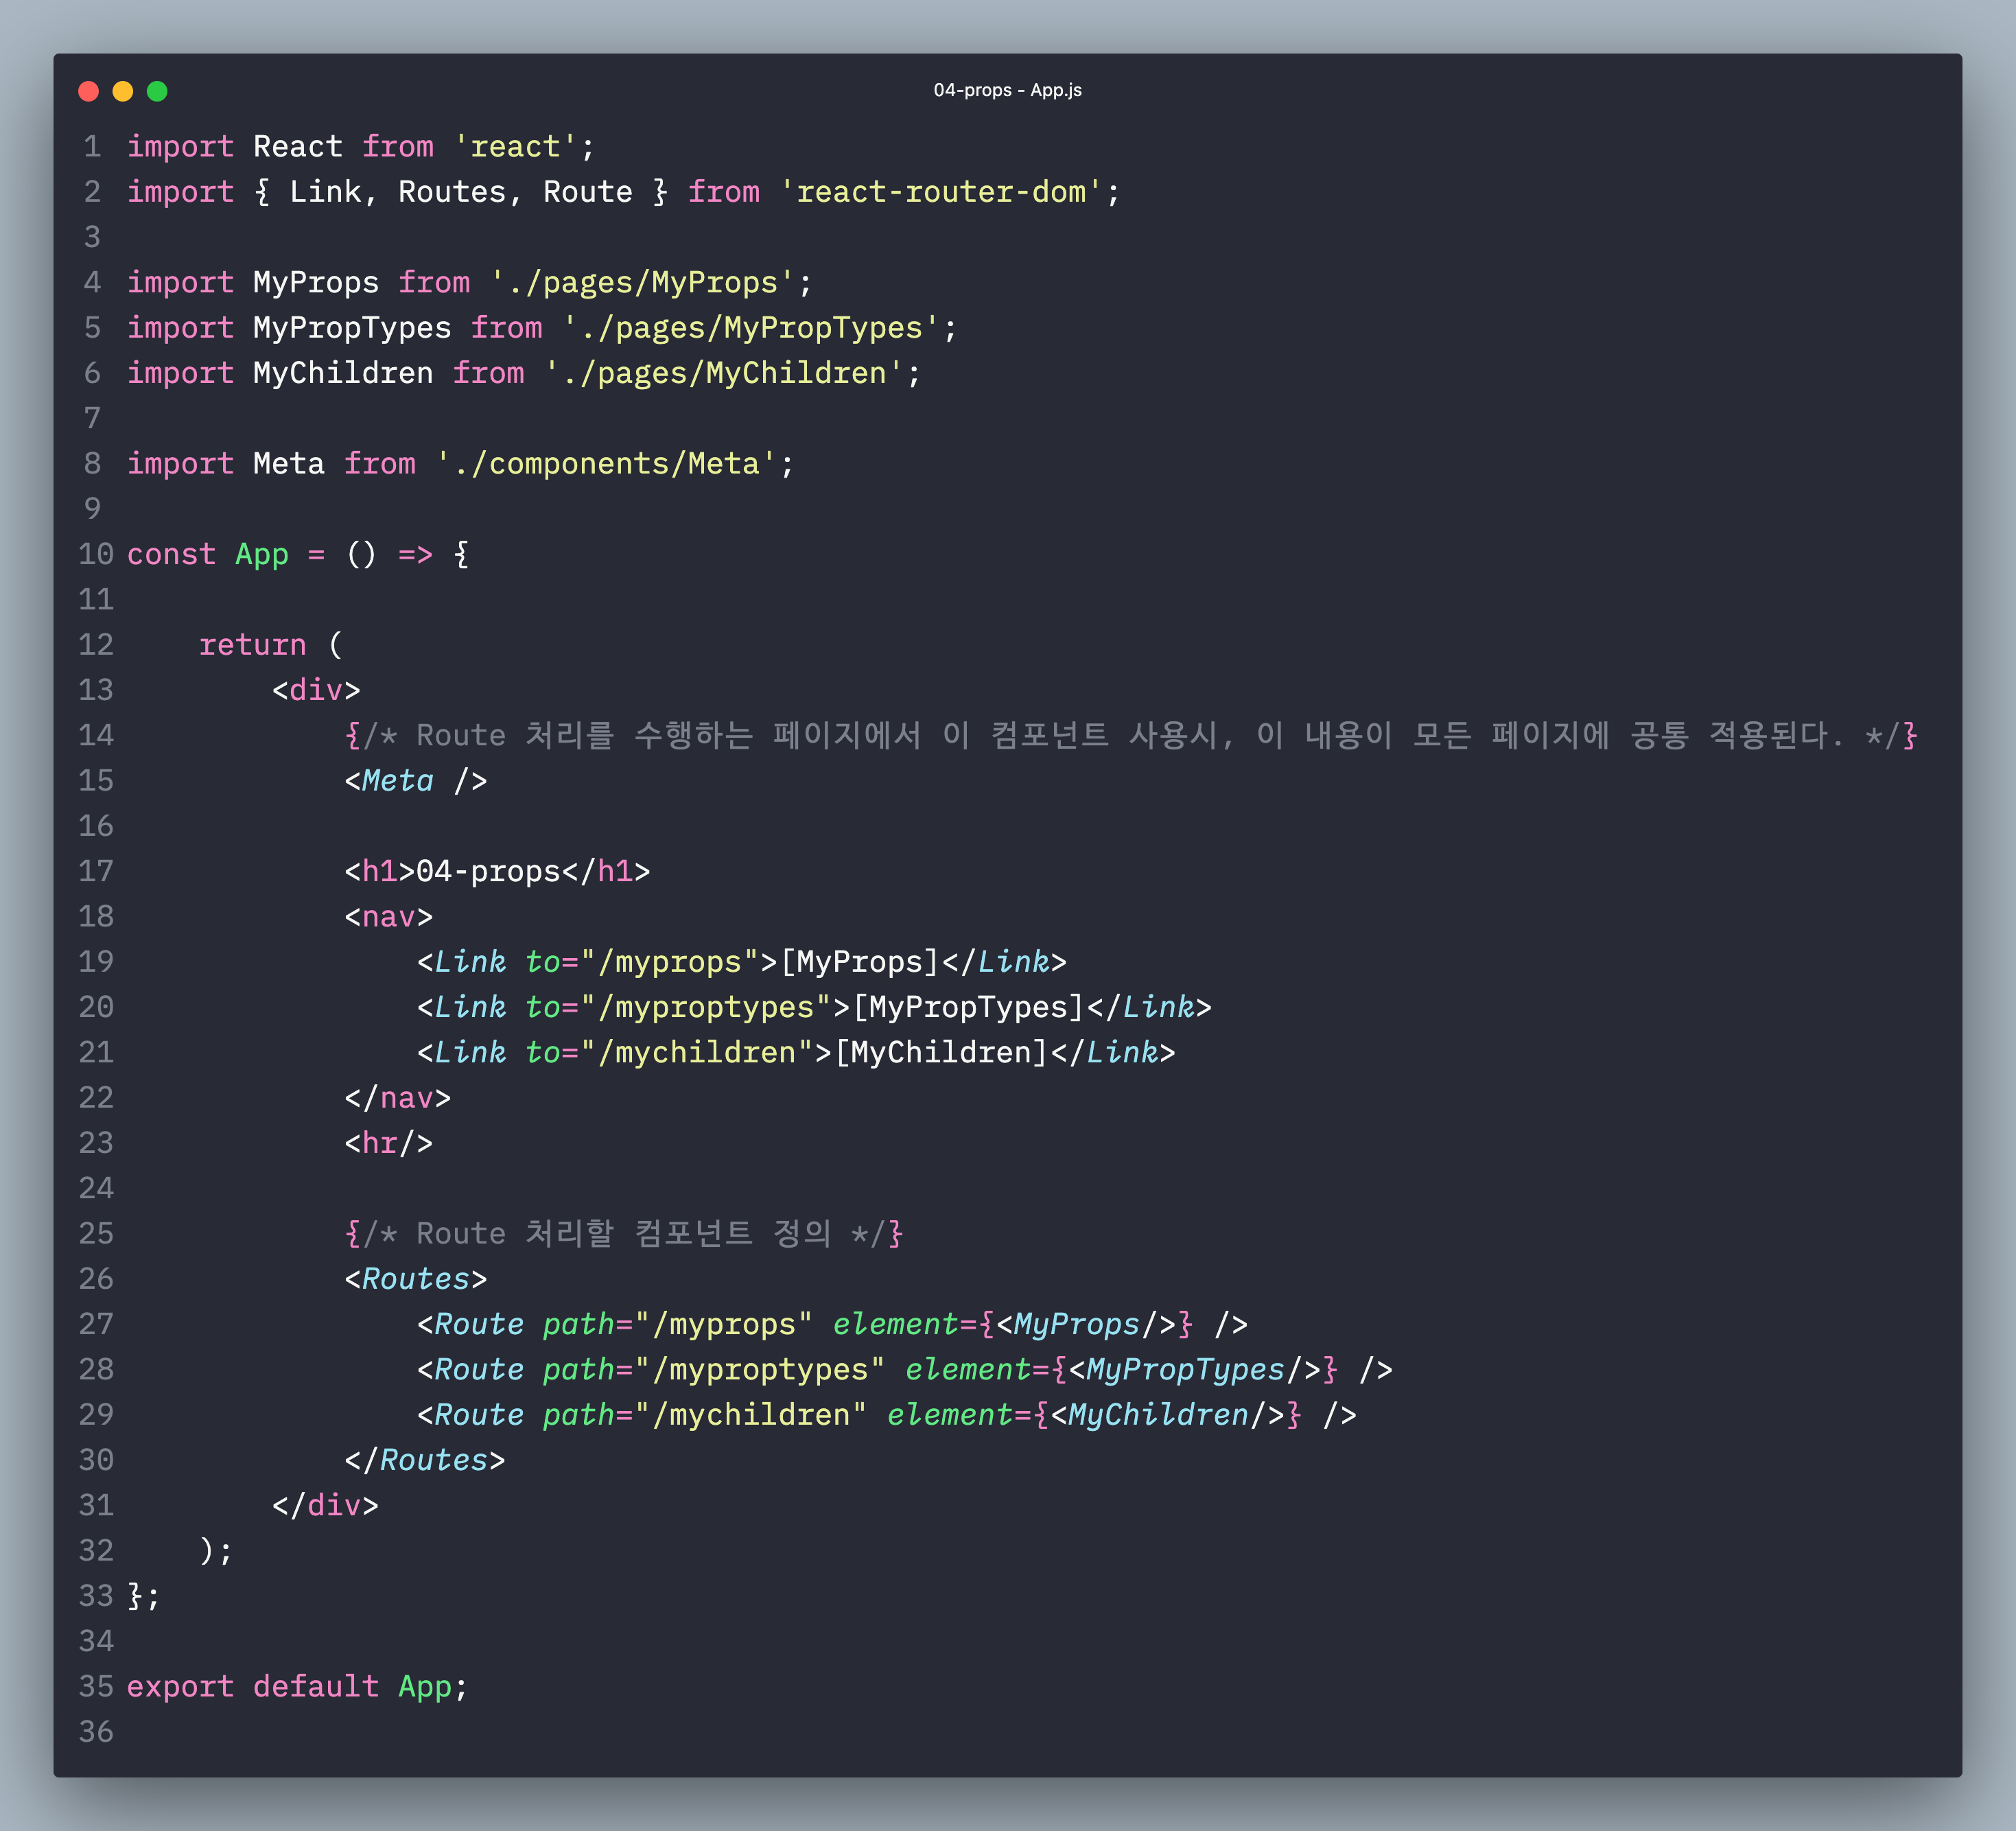 04-props - App.js
1 import React from 'react';
2 import { Link, Routes, Route } from 'react-router-dom';
3
4 import MyProps from './pages/MyProps';
5 import MyPropTypes from './pages/MyPropTypes';
6 import MyChildren from './pages/MyChildren';
7
8 import Meta from './components/Meta';
9
10 const App = () => {
11
12     return (
13         <div>
14             {/* Route 처리를 수행하는 페이지에서 이 컴포넌트 사용시, 이 내용이 모든 페이지에 공통 적용된다. */}
15             <Meta />
16
17             <h1>04-props</h1>
18             <nav>
19                 <Link to="/myprops">[MyProps]</Link>
20                 <Link to="/myproptypes">[MyPropTypes]</Link>
21                 <Link to="/mychildren">[MyChildren]</Link>
22             </nav>
23             <hr/>
24
25             {/* Route 처리할 컴포넌트 정의 */}
26             <Routes>
27                 <Route path="/myprops" element={<MyProps/>} />
28                 <Route path="/myproptypes" element={<MyPropTypes/>} />
29                 <Route path="/mychildren" element={<MyChildren/>} />
30             </Routes>
31         </div>
32     );
33 };
34
35 export default App;
36